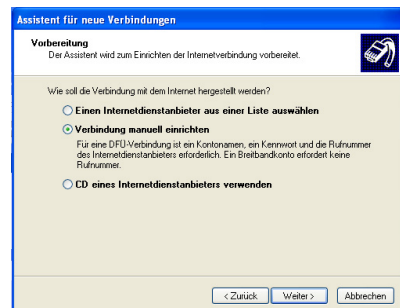 Assistent für neue Verbindungen
Vorbereitung
Der Assistent wird zum Einrichten der Internetverbindung vorbereitet.
Wie soll die Verbindung mit dem Internet hergestellt werden?
Einen Internetdienstanbieter aus einer Liste auswählen
Verbindung manuell einrichten
Für eine DFÜ-Verbindung ist ein Kontonamen, ein Kennwort und die Rufnummer
des Internetdienstanbieters erforderlich. Ein Breitbandkonto erfordert keine
Rufnummer.
CD eines Internetdienstanbieters verwenden
< Zurück Weiter > Abbrechen